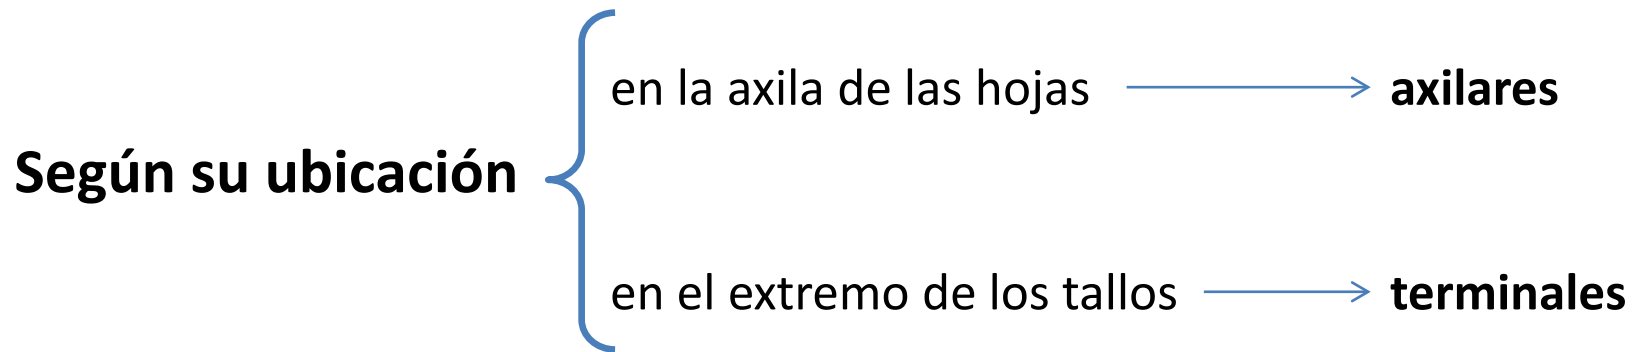 Según su ubicación
en la axila de las hojas axilares
en el extremo de los tallos terminales